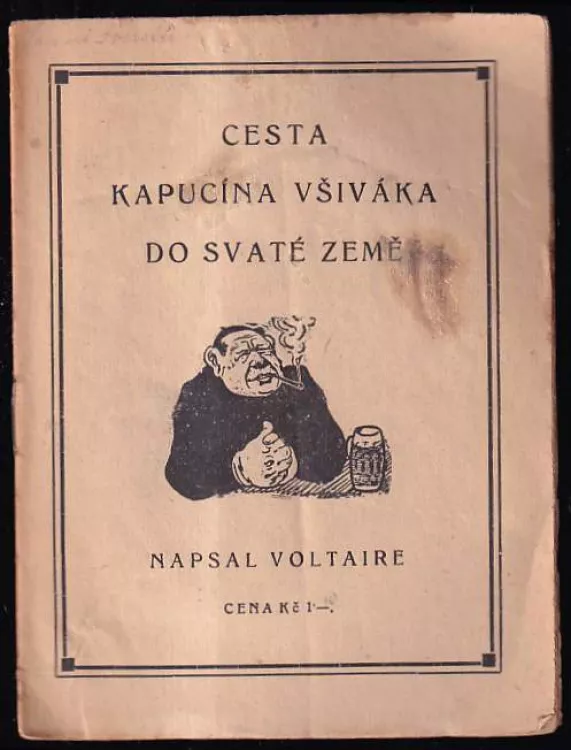 CESTA
KAPUCÍNA VŠIVÁKA
DO SVATÉ ZEMĚ
NAPSAL VOLTAIRE
CENA Kč 1·—.